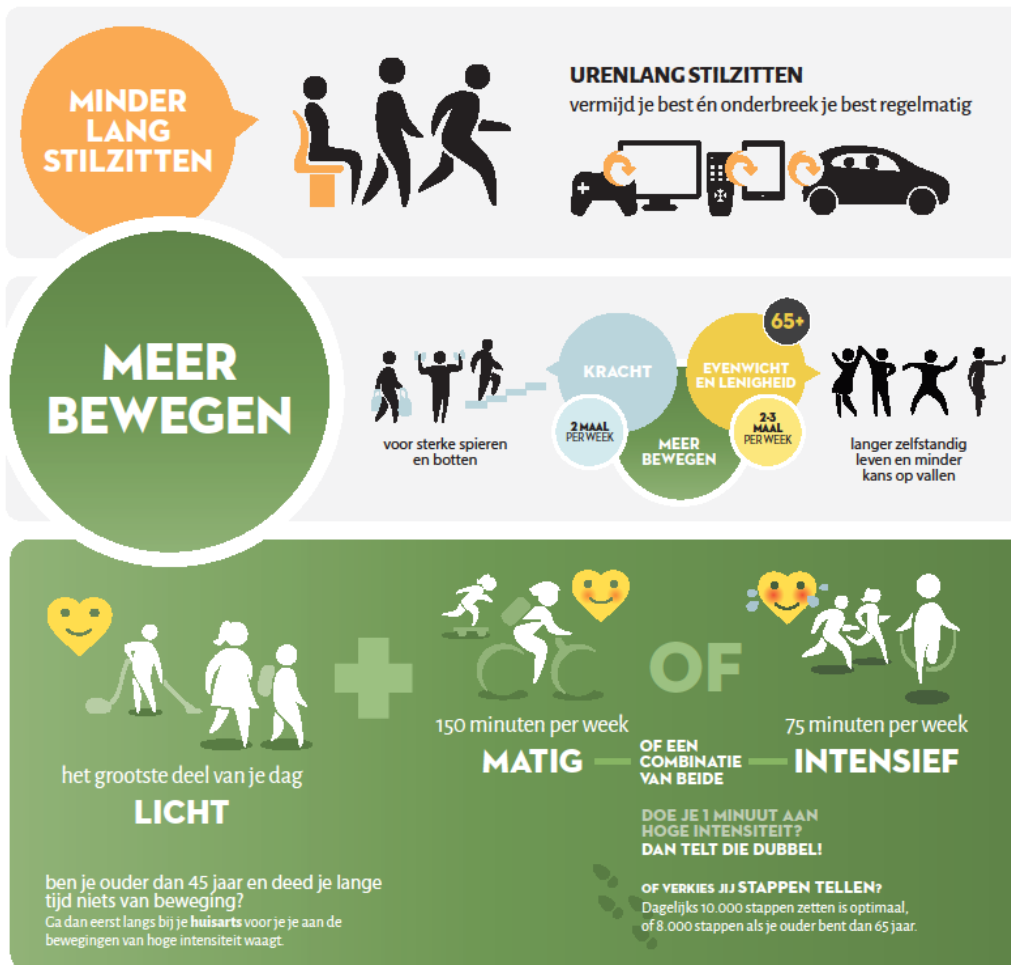 MINDER
LANG
STILZITTEN
URENLANG STILZITTEN
vermijd je best én onderbreek je best regelmatig
MEER
BEWEGEN
voor sterke spieren
en botten
KRACHT
2 MAAL
PER WEEK
MEER
BEWEGEN
65+
EVENWICHT
EN LENIGHEID
2-3
MAAL
PER WEEK
langer zelfstandig
leven en minder
kans op vallen
het grootste deel van je dag
LICHT
150 minuten per week
MATIG
OF
OF EEN
COMBINATIE
VAN BEIDE
75 minuten per week
INTENSIEF
DOE JE 1 MINUUT AAN
HOGE INTENSITEIT?
DAN TELT DIE DUBBEL!
ben je ouder dan 45 jaar en deed je lange
tijd niets van beweging?
Ga dan eerst langs bij je huisarts voor je je aan de
bewegingen van hoge intensiteit waagt.
OF VERKIES JIJ STAPPEN TELLEN?
Dagelijks 10.000 stappen zetten is optimaal,
of 8.000 stappen als je ouder bent dan 65 jaar.